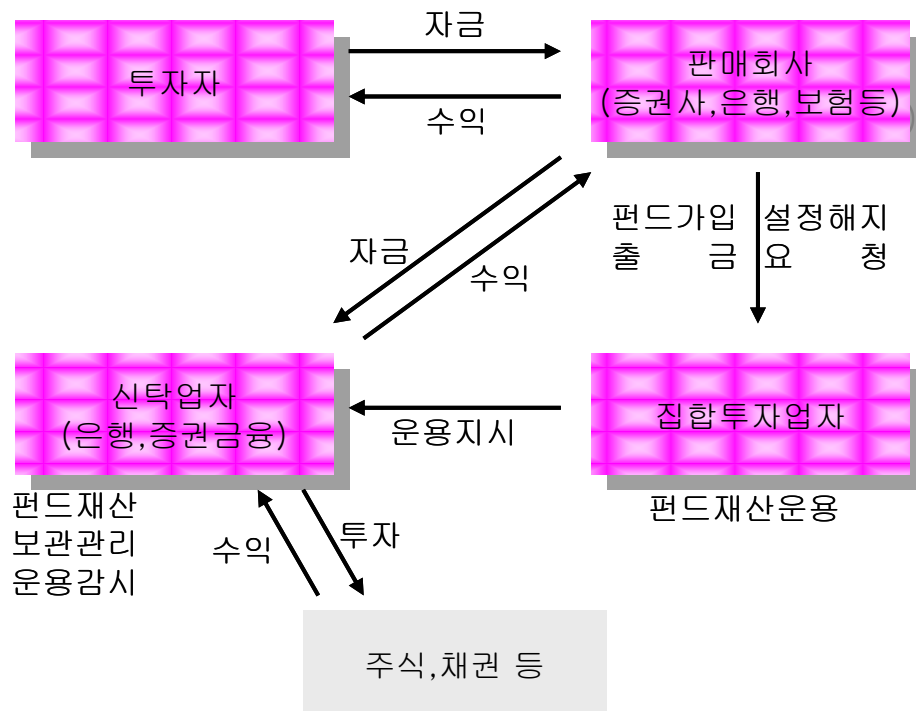 자금
투자자
판매회사
(증권사,은행,보험등)
수익
펀드가입
출 금
설정해지
요 청
자금
수익
신탁업자
(은행,증권금융)
운용지시
집합투자업자
펀드재산
보관관리
운용감시
펀드재산운용
수익
투자
주식,채권 등